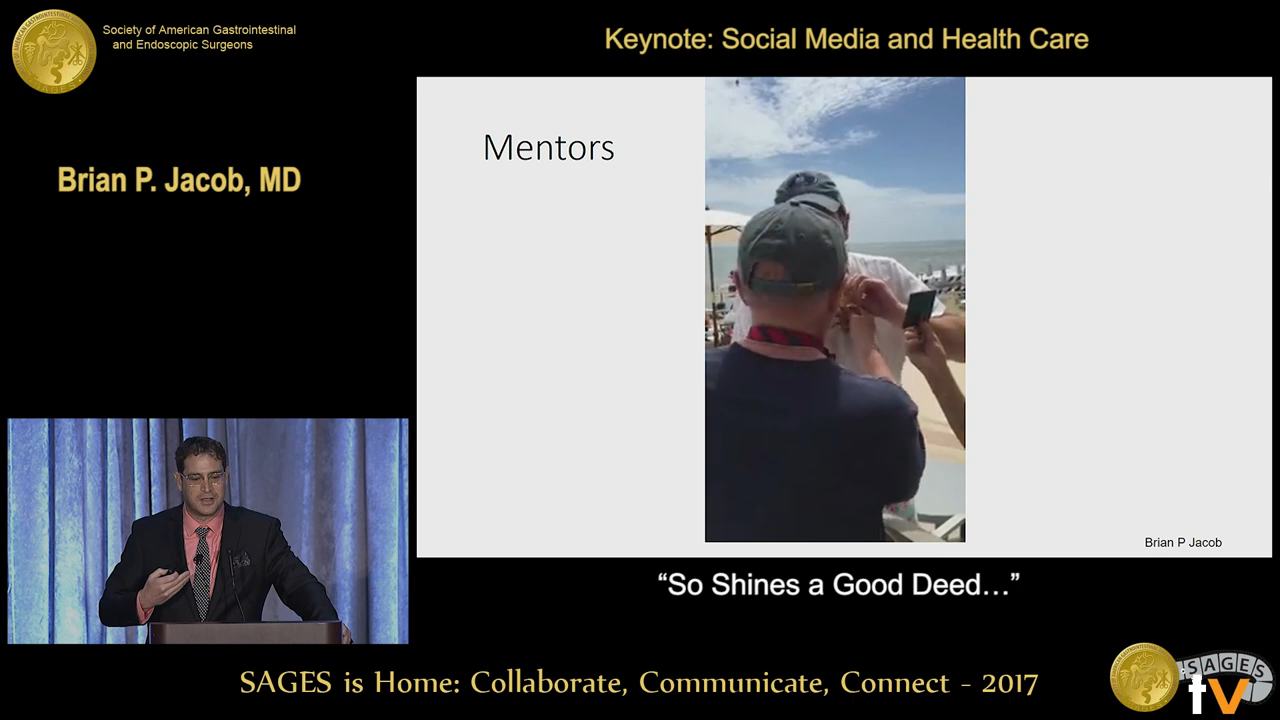 Society of American Gastrointestinal
and Endoscopic Surgeons
Keynote: Social Media and Health Care
Brian P. Jacob, MD
Mentors
Brian P Jacob
“So Shines a Good Deed…”
SAGES is Home: Collaborate, Communicate, Connect - 2017
SAGES
tv